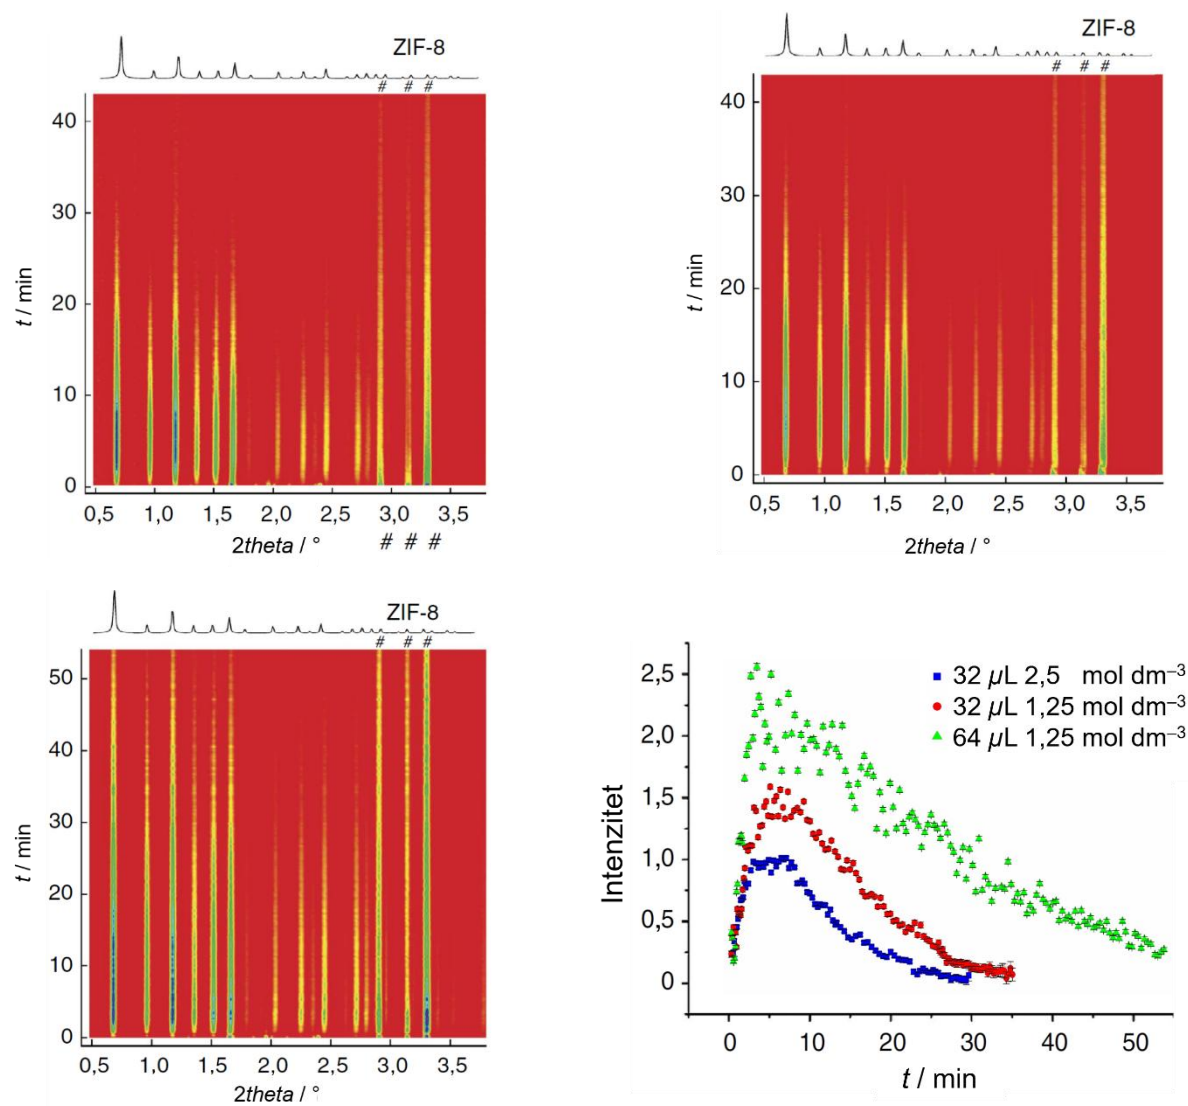 ZIF-8
# # #
40
30
20
10
0
t / min
0,5 1,0 1,5 2,0 2,5 3,0 3,5
2theta / °
# # #
ZIF-8
# # #
40
30
20
10
0
t / min
0,5 1,0 1,5 2,0 2,5 3,0 3,5
2theta / °
ZIF-8
# # #
50
40
30
20
10
0
t / min
0,5 1,0 1,5 2,0 2,5 3,0 3,5
2theta / °
2,5
2,0
1,5
1,0
0,5
0
Intenzitet
32 µL 2,5 mol dm–3
32 µL 1,25 mol dm–3
64 µL 1,25 mol dm–3
0 10 20 30 40 50
t / min